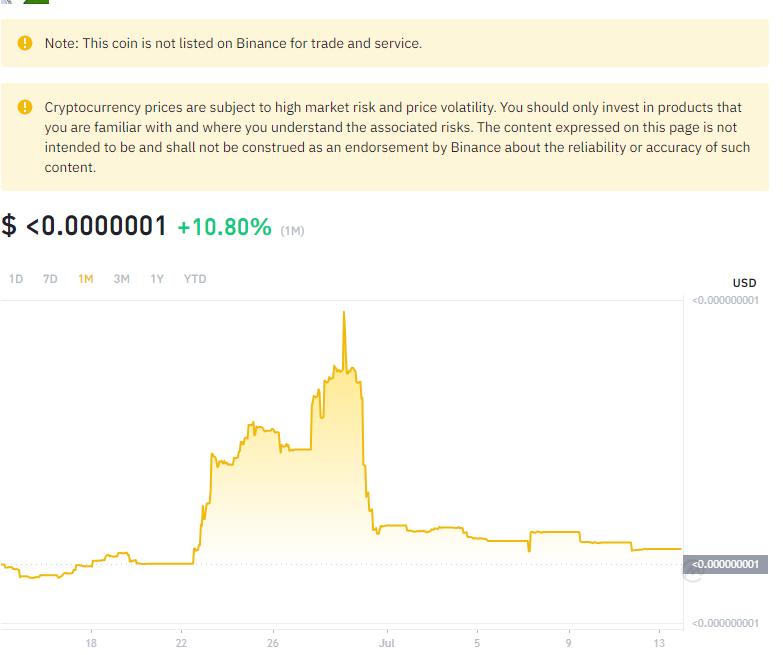 Note: This coin is not listed on Binance for trade and service.
Cryptocurrency prices are subject to high market risk and price volatility. You should only invest in products that
you are familiar with and where you understand the associated risks. The content expressed on this page is not
intended to be and shall not be construed as an endorsement by Binance about the reliability or accuracy of such
content.
$ <0.0000001 +10.80% (1M)
1D 7D 1M 3M 1Y YTD
USD
<0.000000001
<0.000000001
<0.000000001
18 22 26 Jul 5 9 13